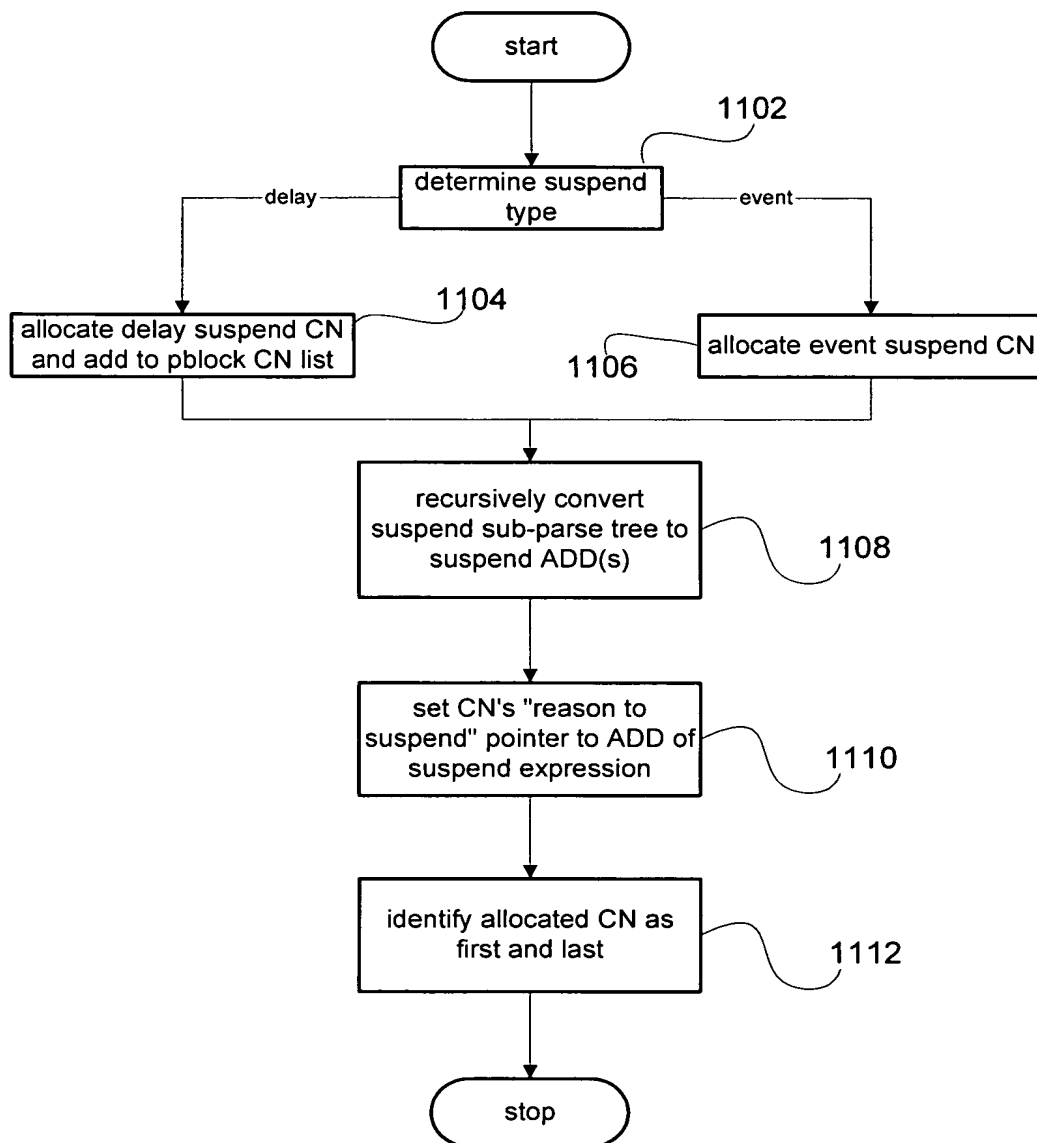 start
1102
determine suspend
type
delay
event
1104
allocate delay suspend CN
and add to pblock CN list
1106
allocate event suspend CN
recursively convert
suspend sub-parse tree to
suspend ADD(s)
1108
set CN's "reason to
suspend" pointer to ADD of
suspend expression
1110
identify allocated CN as
first and last
1112
stop